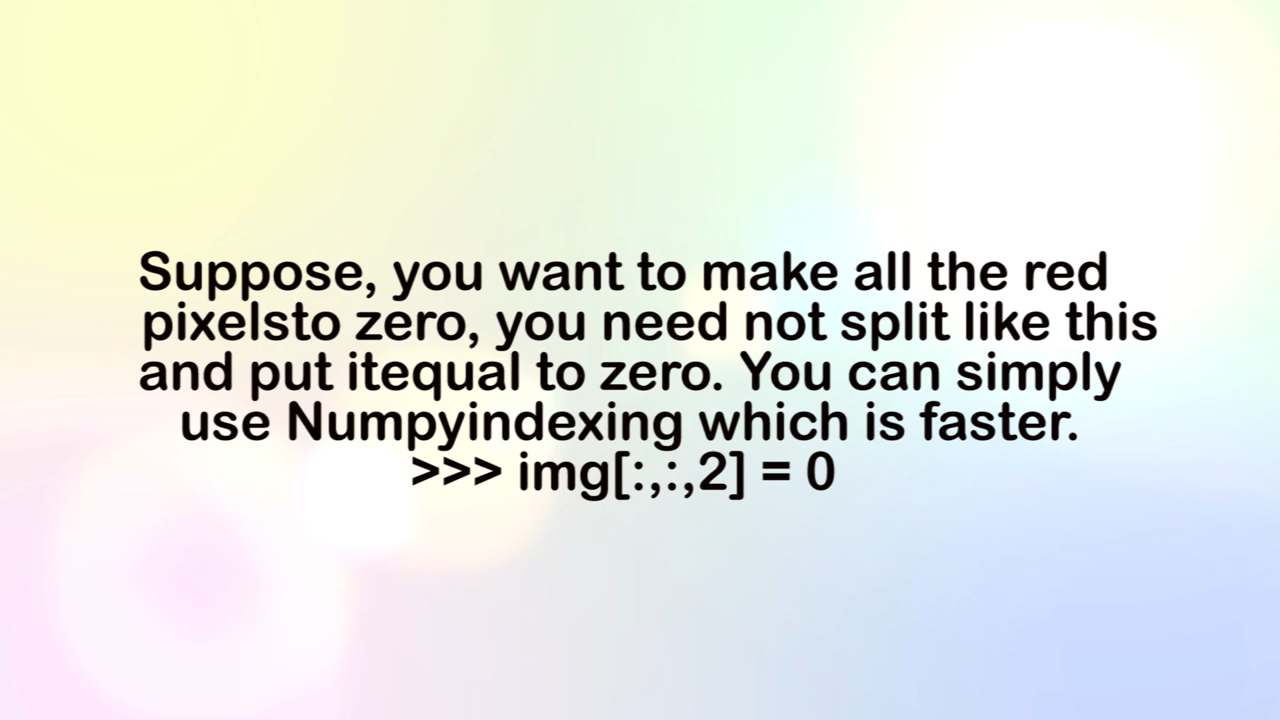 Suppose, you want to make all the red
pixelsto zero, you need not split like this
and put itequal to zero. You can simply
use Numpyindexing which is faster.
>>> img[:,:,2] = 0